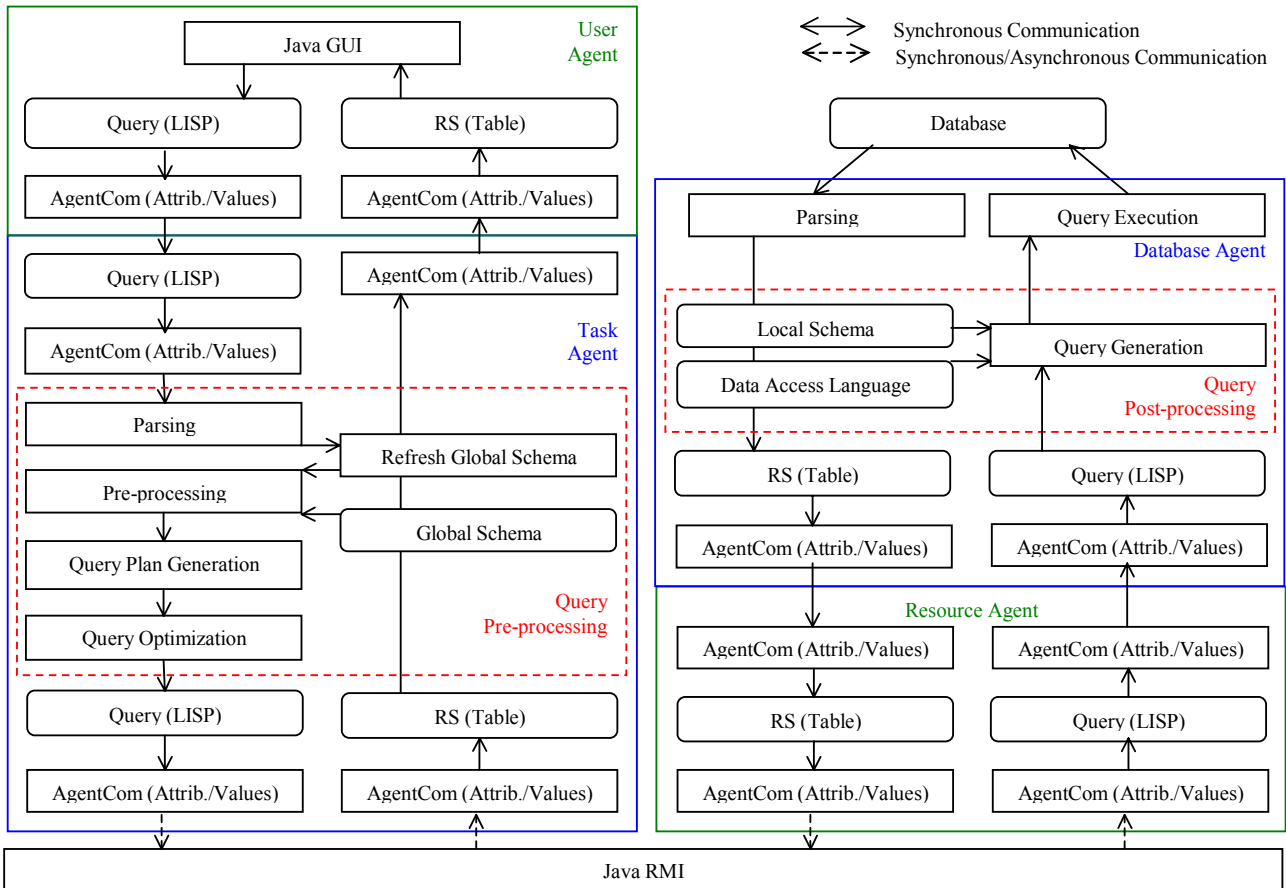 User
Agent
Java GUI
Query (LISP)
RS (Table)
AgentCom (Attrib./Values)
AgentCom (Attrib./Values)
Query (LISP)
AgentCom (Attrib./Values)
AgentCom (Attrib./Values)
Task
Agent
Parsing
Refresh Global Schema
Pre-processing
Global Schema
Query Plan Generation
Query Optimization
Query
Pre-processing
Query (LISP)
RS (Table)
AgentCom (Attrib./Values)
AgentCom (Attrib./Values)
Synchronous Communication
Synchronous/Asynchronous Communication
Database
Parsing
Query Execution
Database Agent
Local Schema
Query Generation
Data Access Language
Query
Post-processing
RS (Table)
Query (LISP)
AgentCom (Attrib./Values)
AgentCom (Attrib./Values)
Resource Agent
AgentCom (Attrib./Values)
AgentCom (Attrib./Values)
RS (Table)
Query (LISP)
AgentCom (Attrib./Values)
AgentCom (Attrib./Values)
Java RMI